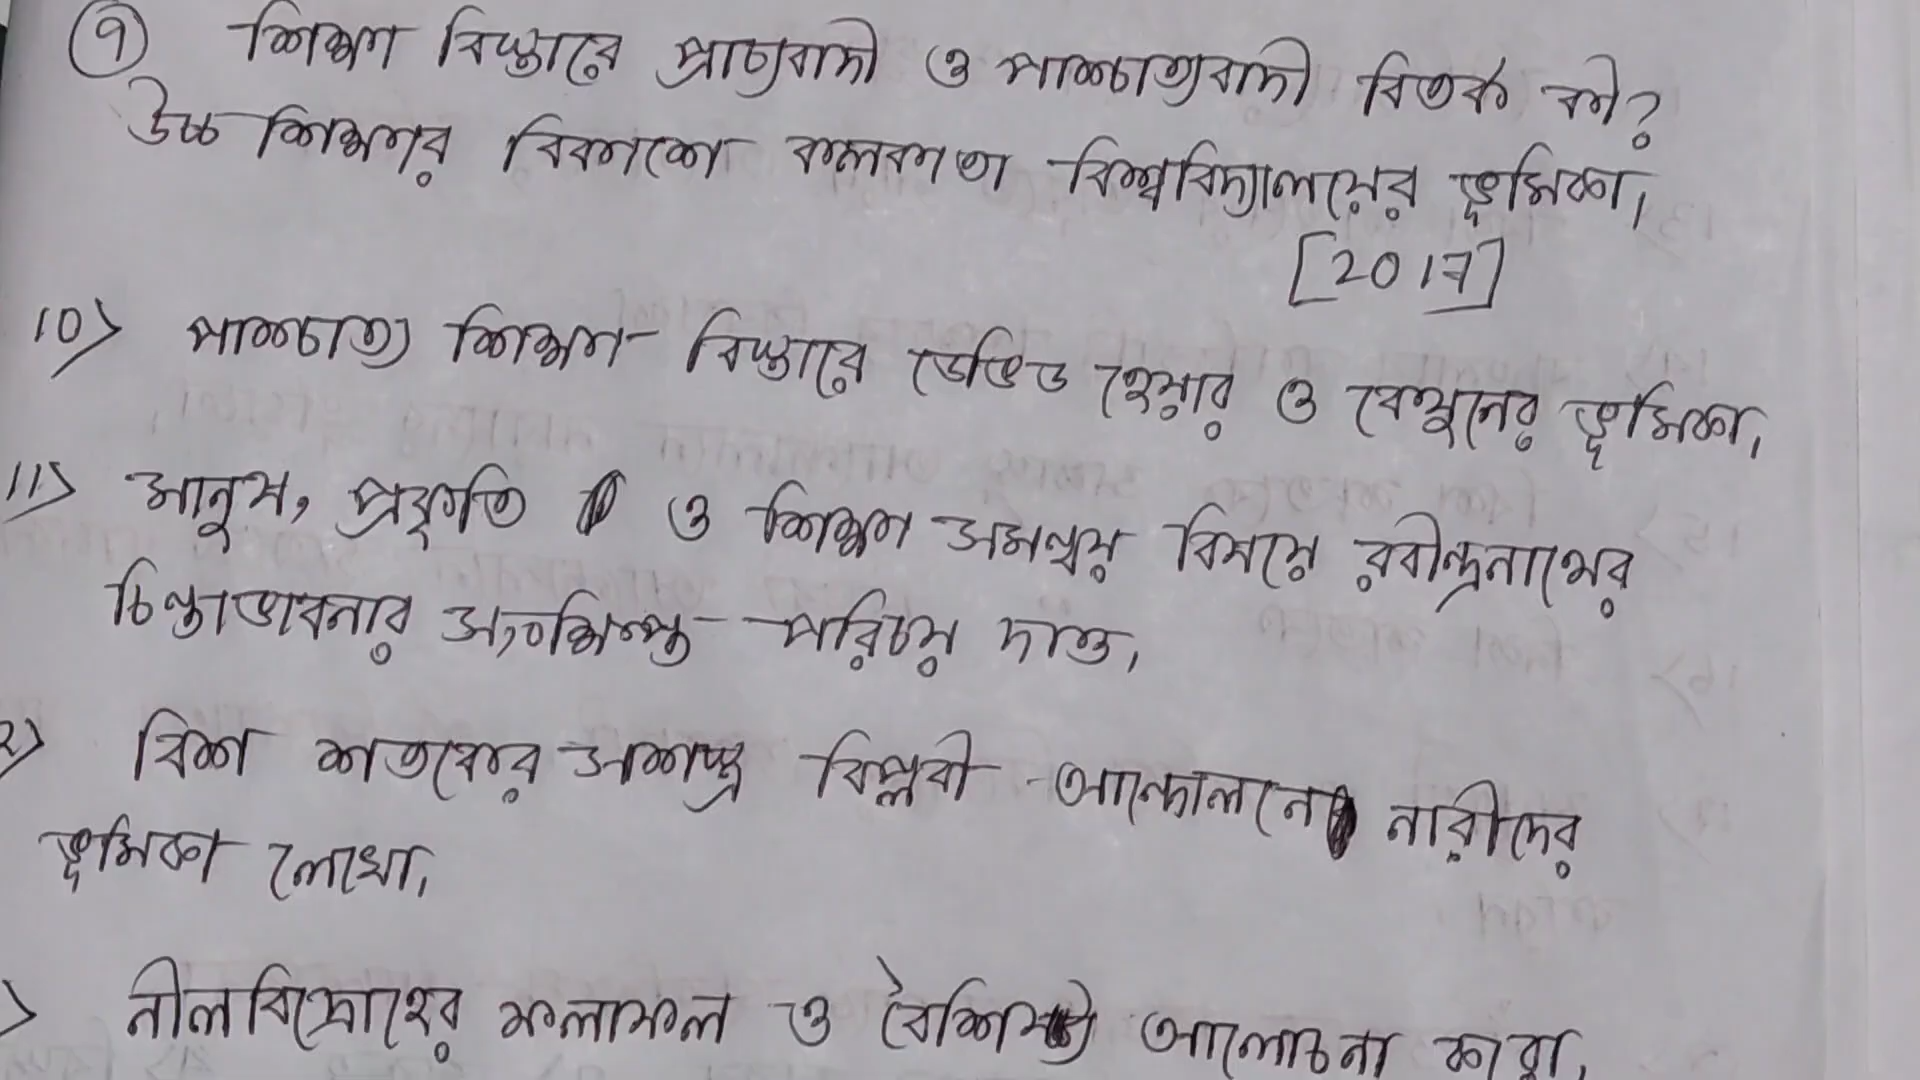 ৭ শিক্ষা বিস্তারে প্রাচ্যবাদী ও পাশ্চাত্যবাদী বিতর্ক কী?
উচ্চ শিক্ষার বিকাশে কলকাতা বিশ্ববিদ্যালয়ের ভূমিকা।
[2017]
10> পাশ্চাত্য শিক্ষা বিস্তারে ডেভিড হেয়ার ও বেথুনের ভূমিকা।
11> মানুষ, প্রকৃতি ও শিক্ষা সমন্বয় বিষয়ে রবীন্দ্রনাথের
চিন্তাভাবনার সংক্ষিপ্ত পরিচয় দাও।
2> বিশ শতকের সশস্ত্র বিপ্লবী আন্দোলনে নারীদের
ভূমিকা লেখো।
> নীলবিদ্রোহের ফলাফল ও বৈশিষ্ট্য আলোচনা করো।